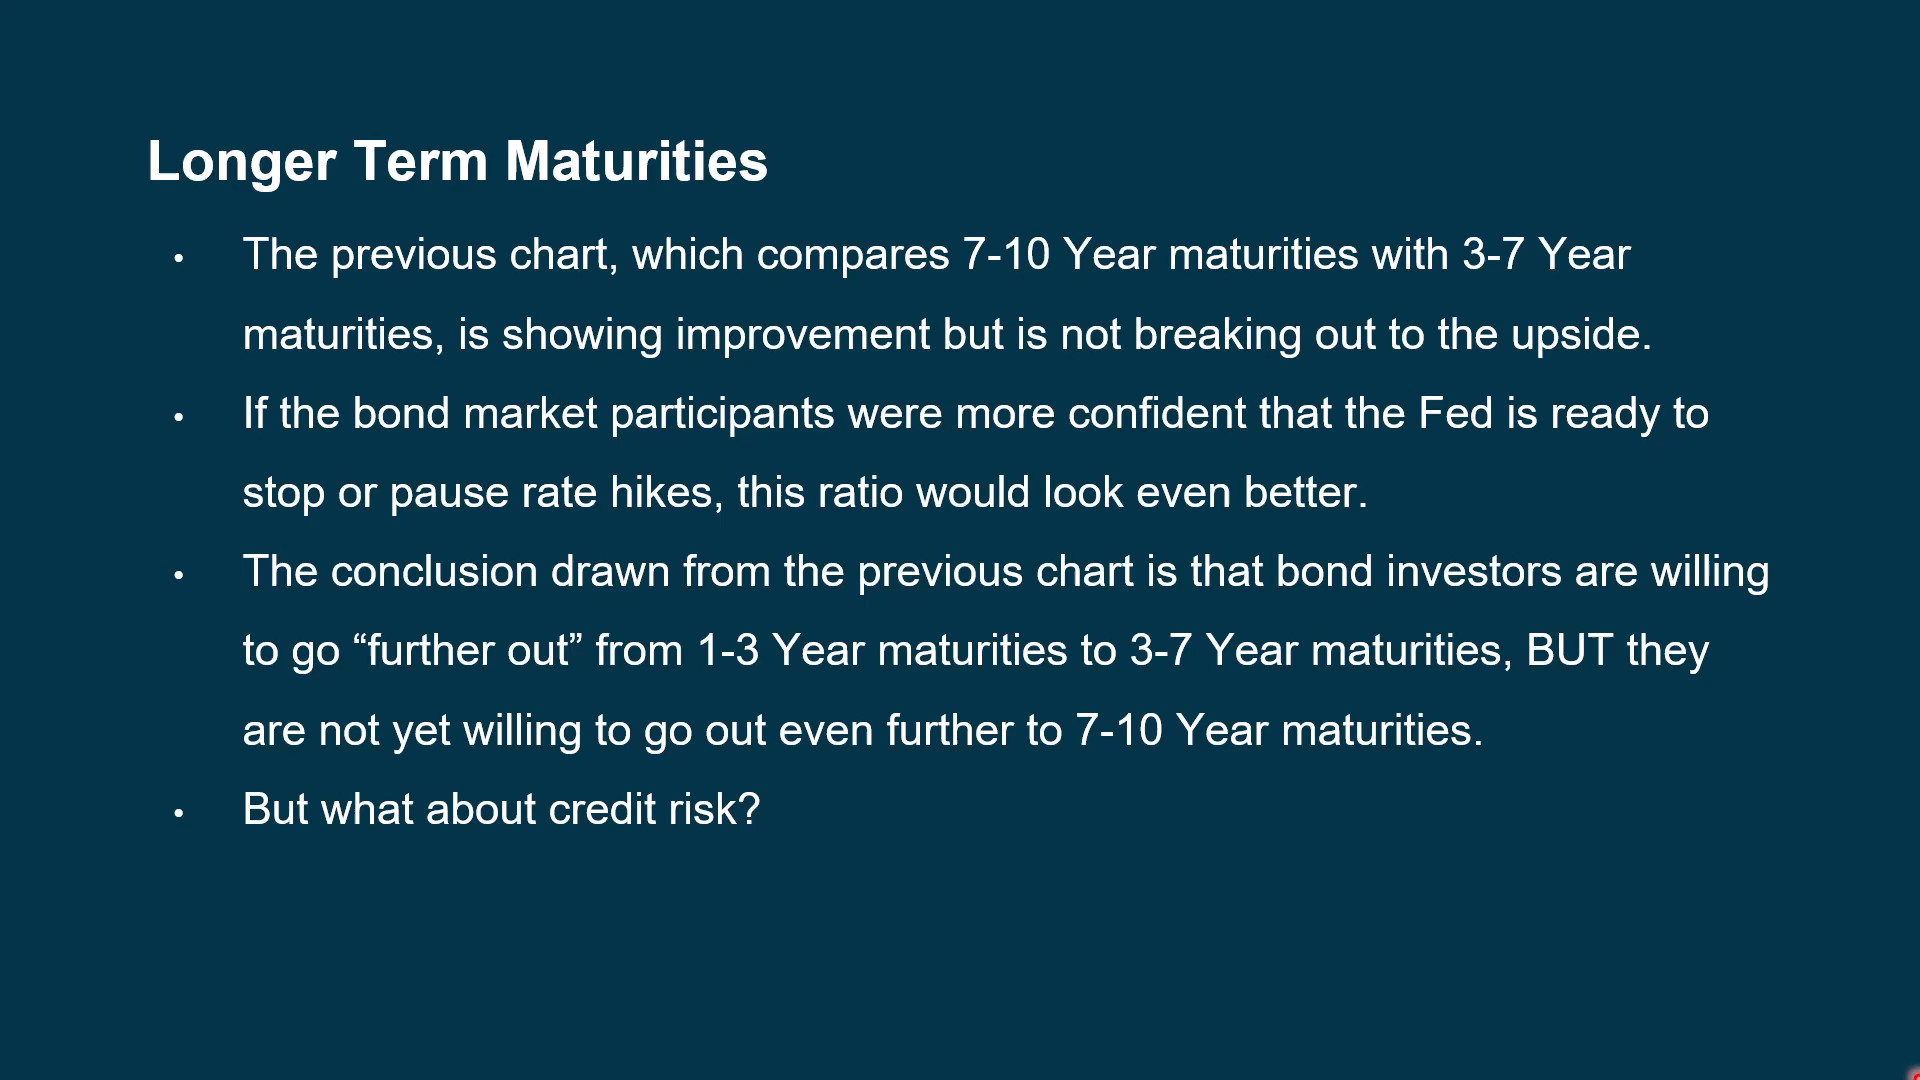 Longer Term Maturities
• The previous chart, which compares 7-10 Year maturities with 3-7 Year
maturities, is showing improvement but is not breaking out to the upside.
• If the bond market participants were more confident that the Fed is ready to
stop or pause rate hikes, this ratio would look even better.
• The conclusion drawn from the previous chart is that bond investors are willing
to go “further out” from 1-3 Year maturities to 3-7 Year maturities, BUT they
are not yet willing to go out even further to 7-10 Year maturities.
• But what about credit risk?